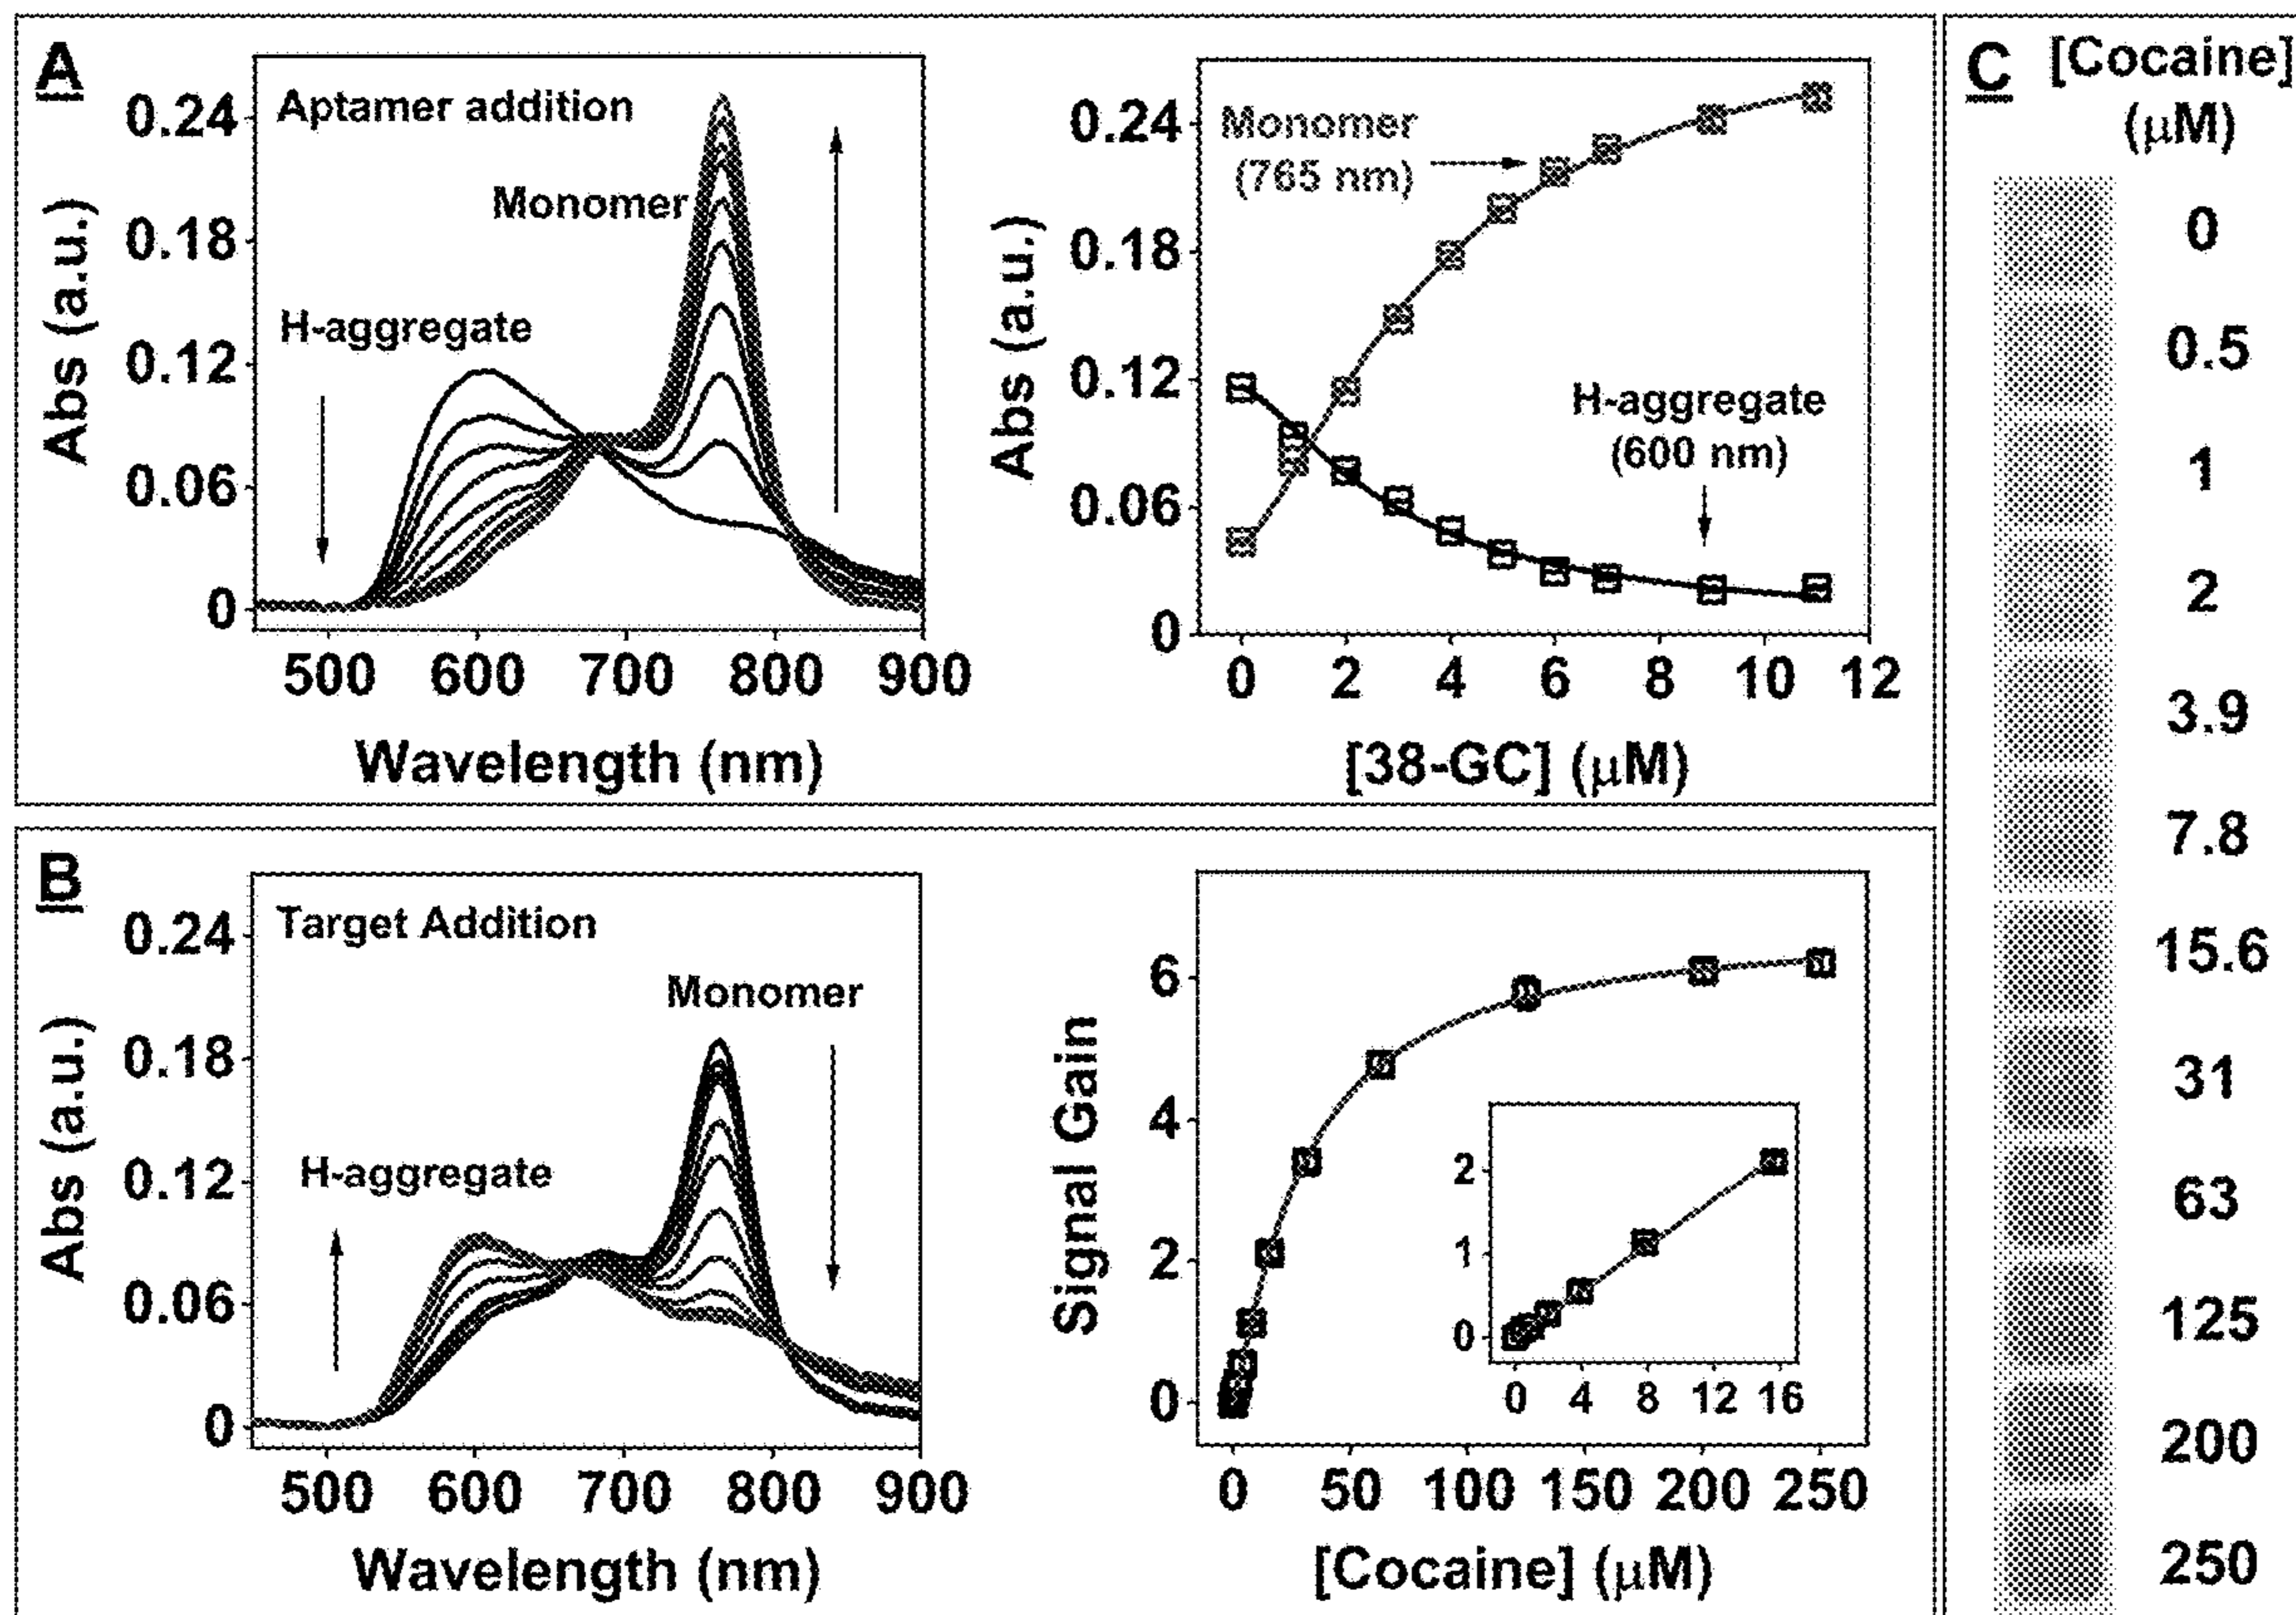 A
Aptamer addition
Monomer
H-aggregate
Abs (a.u.)
0.24
0.18
0.12
0.06
0
500 600 700 800 900
Wavelength (nm)
Monomer
(765 nm)
H-aggregate
(600 nm)
Abs (a.u.)
0.24
0.18
0.12
0.06
0
0 2 4 6 8 10 12
[38-GC] (μM)
B
Target Addition
Monomer
H-aggregate
Abs (a.u.)
0.24
0.18
0.12
0.06
0
500 600 700 800 900
Wavelength (nm)
Signal Gain
6
4
2
0
2
1
0
0 4 8 12 16
0 50 100 150 200 250
[Cocaine] (μM)
C [Cocaine]
(μM)
0
0.5
1
2
3.9
7.8
15.6
31
63
125
200
250